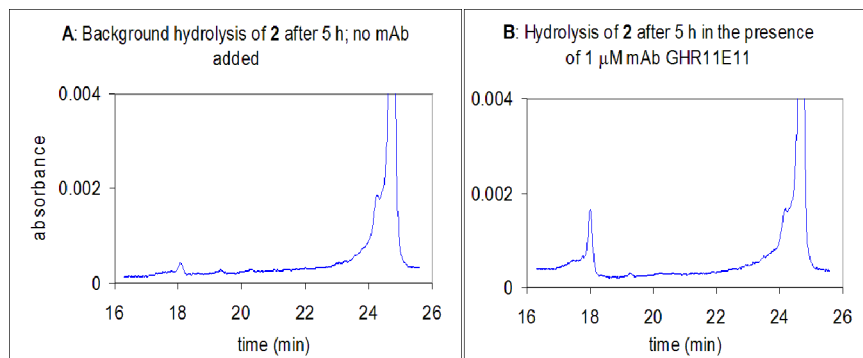 A: Background hydrolysis of 2 after 5 h; no mAb
added
0.004
0.002
0
absorbance
16 18 20 22 24 26
time (min)
B: Hydrolysis of 2 after 5 h in the presence
of 1 μM mAb GHR11E11
0.004
0.002
0
16 18 20 22 24 26
time (min)